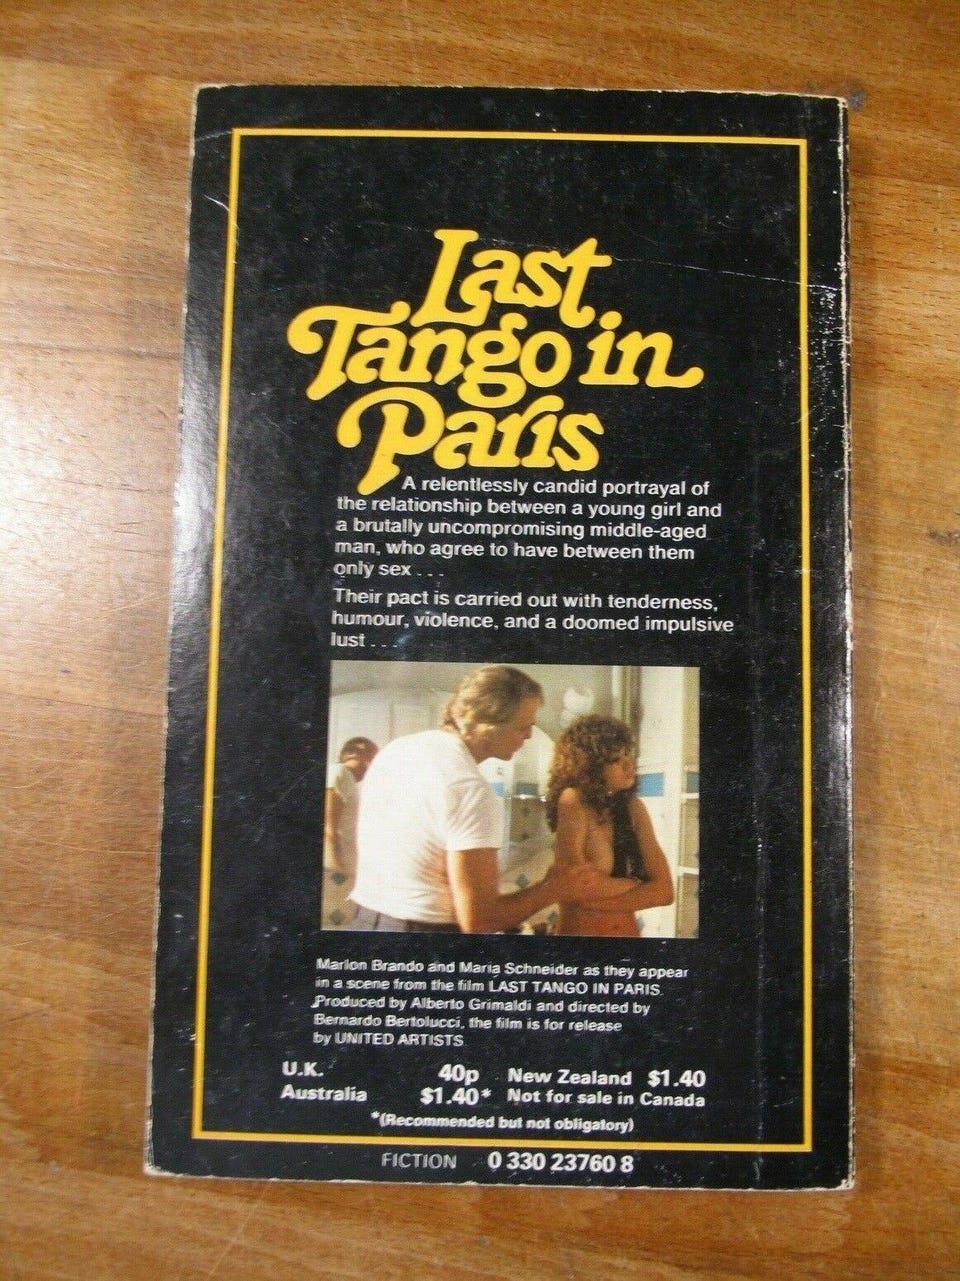 Last
Tango in
Paris
A relentlessly candid portrayal of
the relationship between a young girl and
a brutally uncompromising middle-aged
man, who agree to have between them
only sex . . .
Their pact is carried out with tenderness,
humour, violence, and a doomed impulsive
lust . . .
Marlon Brando and Maria Schneider as they appear
in a scene from the film LAST TANGO IN PARIS.
Produced by Alberto Grimaldi and directed by
Bernardo Bertolucci, the film is for release
by UNITED ARTISTS
U.K. 40p New Zealand $1.40
Australia $1.40* Not for sale in Canada
*(Recommended but not obligatory)
FICTION 0 330 23760 8